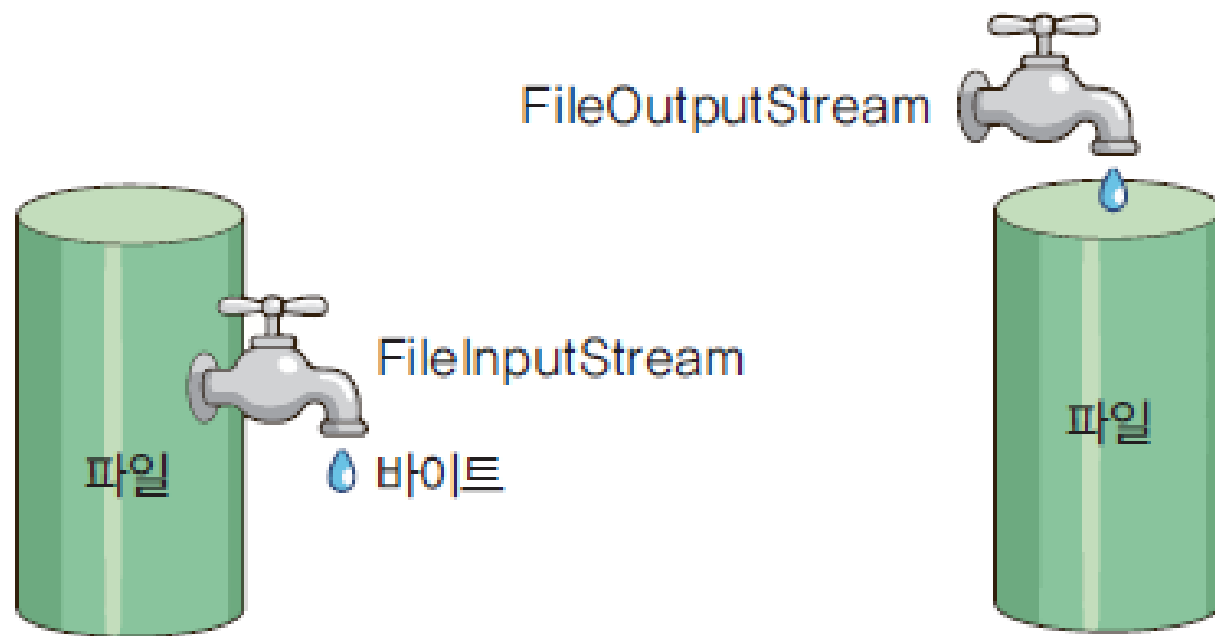 FileOutputStream
FileInputStream
파일
파일
바이트